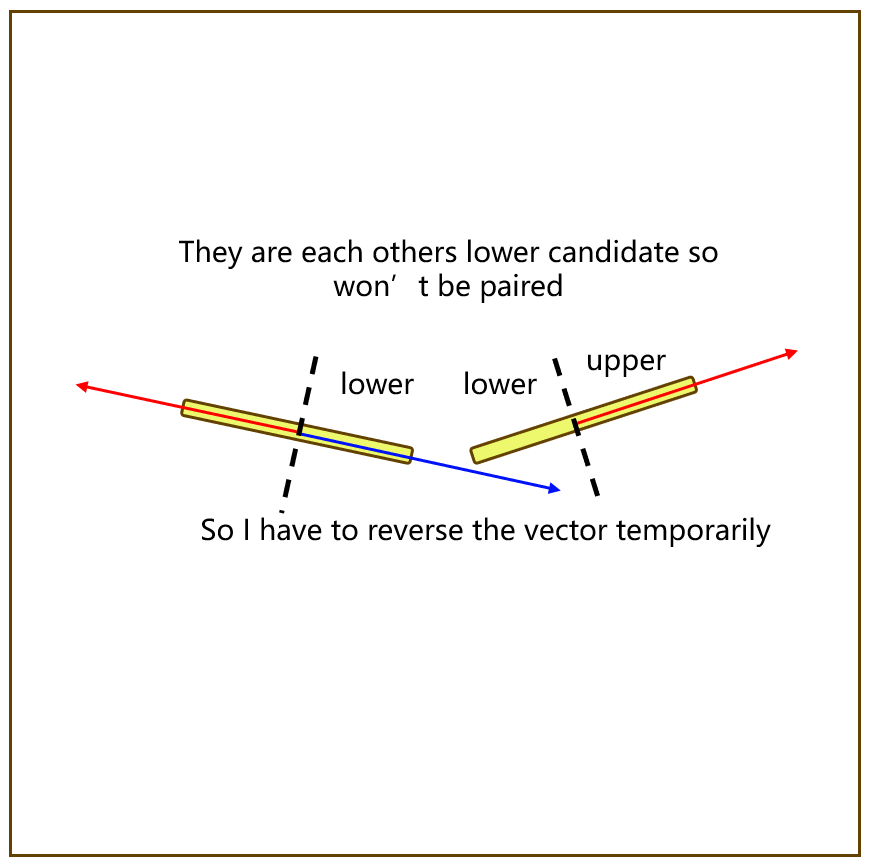 They are each others lower candidate so
won’t be paired
upper
lower
lower
So I have to reverse the vector temporarily